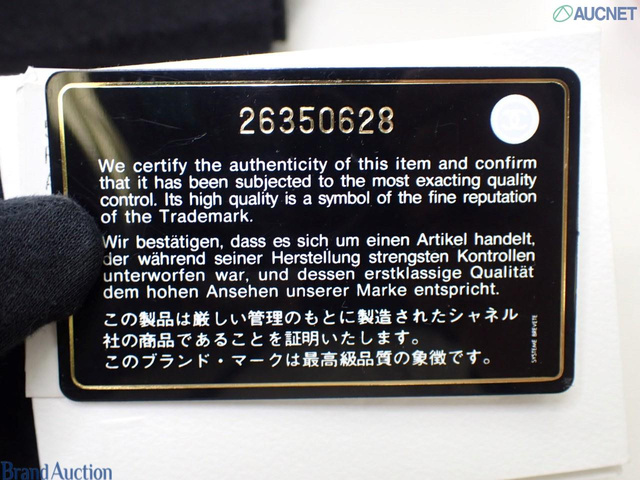 AUCNET
26350628
We certify the authenticity of this item and confirm
that it has been subjected to the most exacting quality
control. Its high quality is a symbol of the fine reputation
of the Trademark.
Wir bestätigen, dass es sich um einen Artikel handelt,
der während seiner Herstellung strengsten Kontrollen
unterworfen war, und dessen erstklassige Qualität
dem hohen Ansehen unserer Marke entspricht.
この製品は厳しい管理のもとに製造されたシャネル
社の商品であることを証明いたします。
このブランド・マークは最高級品質の象徴です。
SYSTEME BREVETE
Brand Auction